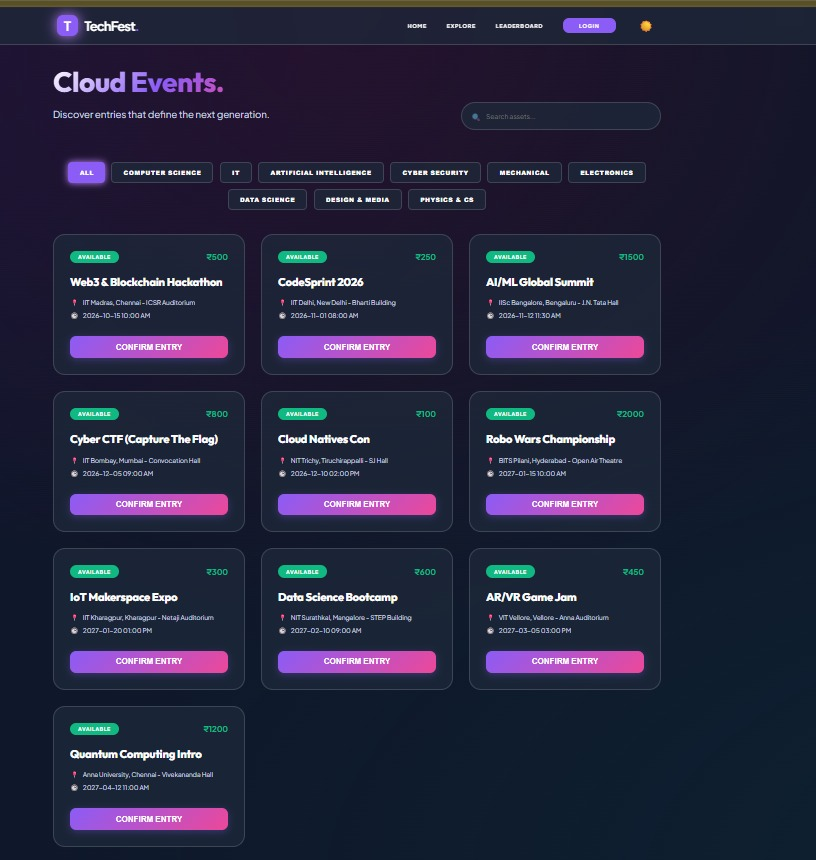 T TechFest.
HOME EXPLORE LEADERBOARD LOGIN
Cloud Events.
Discover entries that define the next generation.
Search assets...
ALL COMPUTER SCIENCE IT ARTIFICIAL INTELLIGENCE CYBER SECURITY MECHANICAL ELECTRONICS
DATA SCIENCE DESIGN & MEDIA PHYSICS & CS
AVAILABLE ₹500
Web3 & Blockchain Hackathon
IIT Madras, Chennai - ICSR Auditorium
2026-10-15 10:00 AM
CONFIRM ENTRY
AVAILABLE ₹250
CodeSprint 2026
IIT Delhi, New Delhi - Bharti Building
2026-11-01 08:00 AM
CONFIRM ENTRY
AVAILABLE ₹1500
AI/ML Global Summit
IISc Bangalore, Bengaluru - J.N. Tata Hall
2026-11-12 11:30 AM
CONFIRM ENTRY
AVAILABLE ₹800
Cyber CTF (Capture The Flag)
IIT Bombay, Mumbai - Convocation Hall
2026-12-05 09:00 AM
CONFIRM ENTRY
AVAILABLE ₹100
Cloud Natives Con
NIT Trichy, Tiruchirappalli - SJ Hall
2026-12-10 02:00 PM
CONFIRM ENTRY
AVAILABLE ₹2000
Robo Wars Championship
BITS Pilani, Hyderabad - Open Air Theatre
2027-01-15 10:00 AM
CONFIRM ENTRY
AVAILABLE ₹300
IoT Makerspace Expo
IIT Kharagpur, Kharagpur - Netaji Auditorium
2027-01-20 01:00 PM
CONFIRM ENTRY
AVAILABLE ₹600
Data Science Bootcamp
NIT Surathkal, Mangalore - STEP Building
2027-02-10 09:00 AM
CONFIRM ENTRY
AVAILABLE ₹450
AR/VR Game Jam
VIT Vellore, Vellore - Anna Auditorium
2027-03-05 03:00 PM
CONFIRM ENTRY
AVAILABLE ₹1200
Quantum Computing Intro
Anna University, Chennai - Vivekananda Hall
2027-04-12 11:00 AM
CONFIRM ENTRY